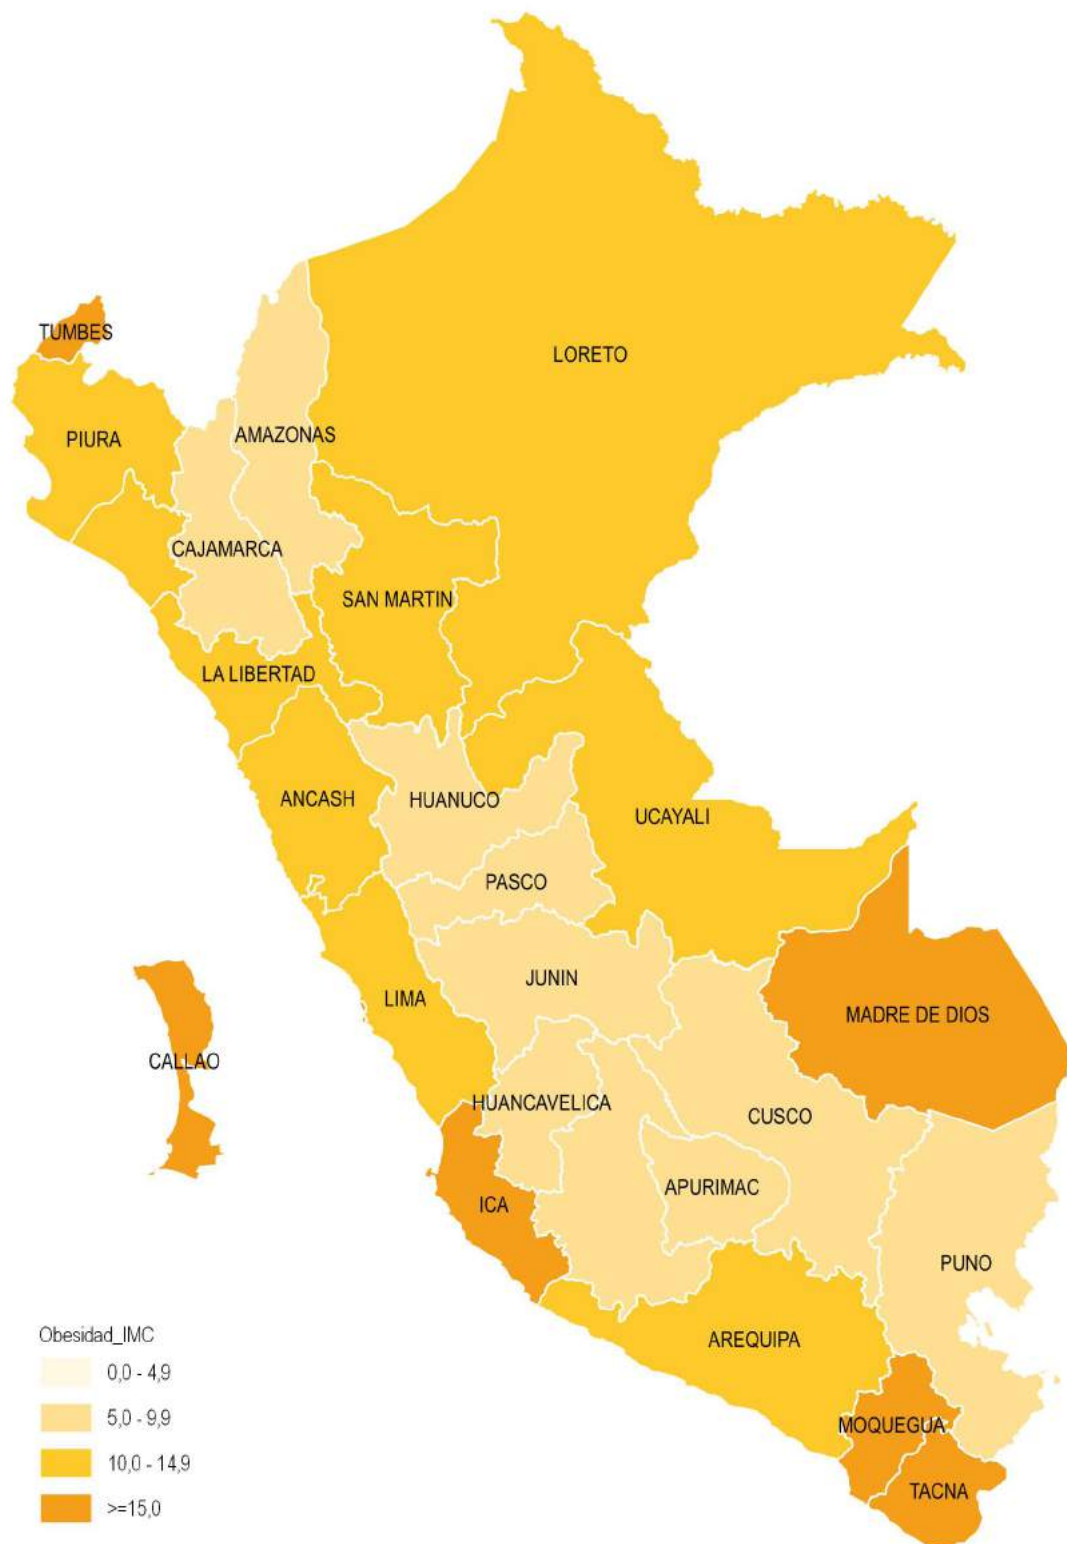 TUMBES
LORETO
PIURA
AMAZONAS
CAJAMARCA
SAN MARTIN
LA LIBERTAD
ANCASH
HUANUCO
UCAYALI
PASCO
JUNIN
LIMA
MADRE DE DIOS
CALLAO
HUANCAVELICA
CUSCO
APURIMAC
ICA
PUNO
AREQUIPA
MOQUEGUA
TACNA
Obesidad_IMC
0,0 - 4,9
5,0 - 9,9
10,0 - 14,9
>=15,0